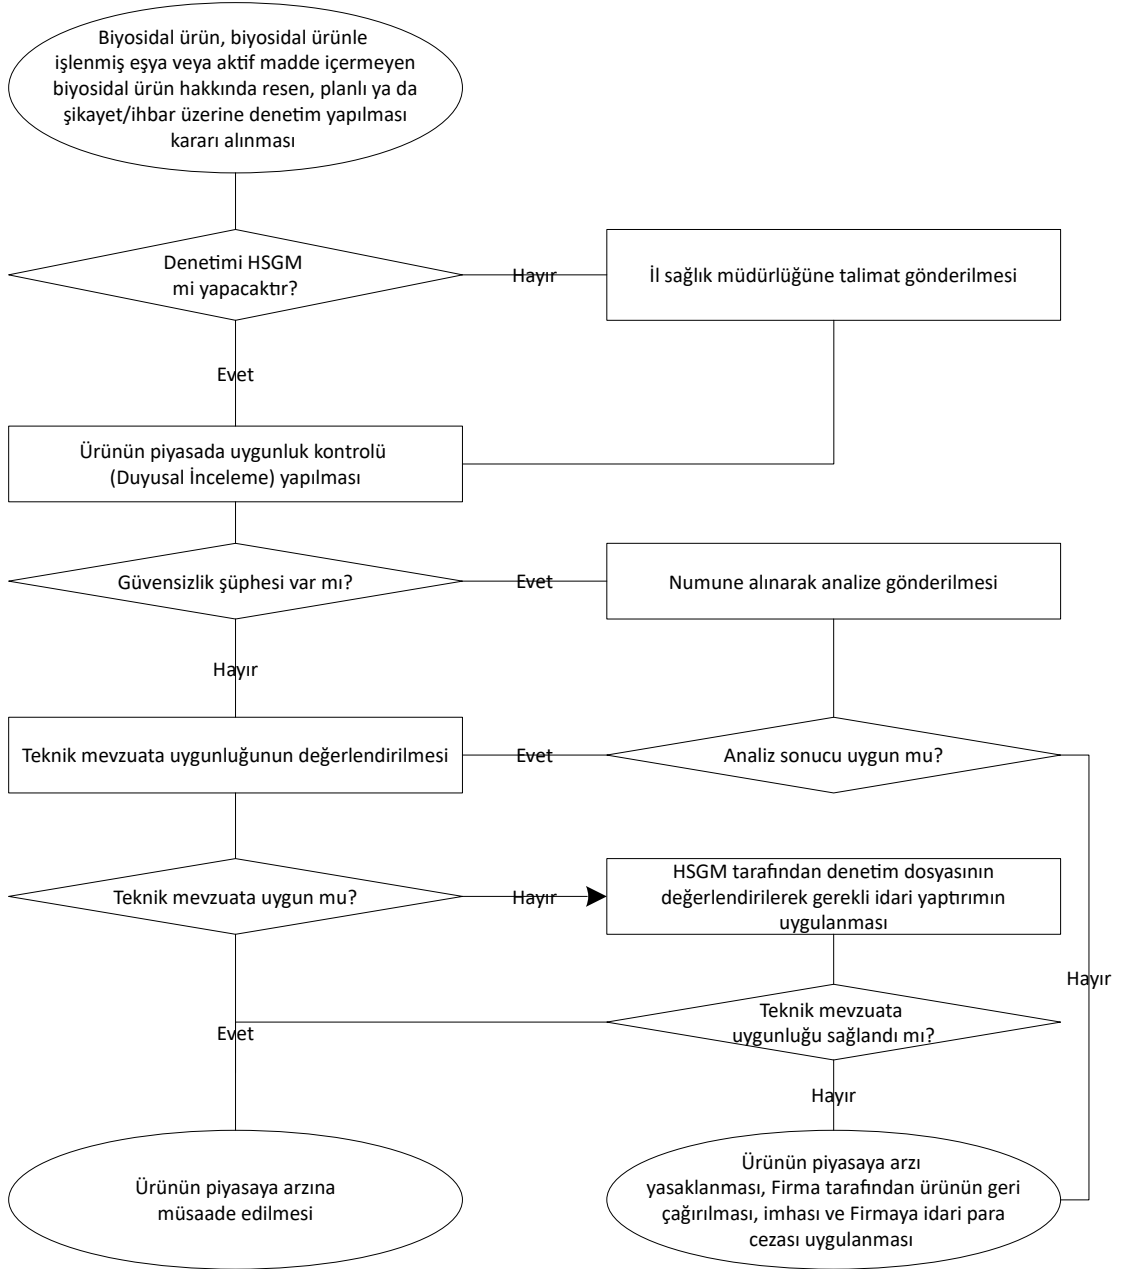 Biyosidal ürün, biyosidal ürünle
işlenmiş eşya veya aktif madde içermeyen
biyosidal ürün hakkında resen, planlı ya da
şikayet/ihbar üzerine denetim yapılması
kararı alınması
Denetimi HSGM
mi yapacaktır?
Hayır
İl sağlık müdürlüğüne talimat gönderilmesi
Evet
Ürünün piyasada uygunluk kontrolü
(Duyusal İnceleme) yapılması
Güvensizlik şüphesi var mı?
Evet
Numune alınarak analize gönderilmesi
Hayır
Teknik mevzuata uygunluğunun değerlendirilmesi
Evet
Analiz sonucu uygun mu?
Teknik mevzuata uygun mu?
Hayır
HSGM tarafından denetim dosyasının
değerlendirilerek gerekli idari yaptırımın
uygulanması
Hayır
Teknik mevzuata
uygunluğu sağlandı mı?
Evet
Hayır
Ürünün piyasaya arzına
müsaade edilmesi
Ürünün piyasaya arzı
yasaklanması, Firma tarafından ürünün geri
çağırılması, imhası ve Firmaya idari para
cezası uygulanması